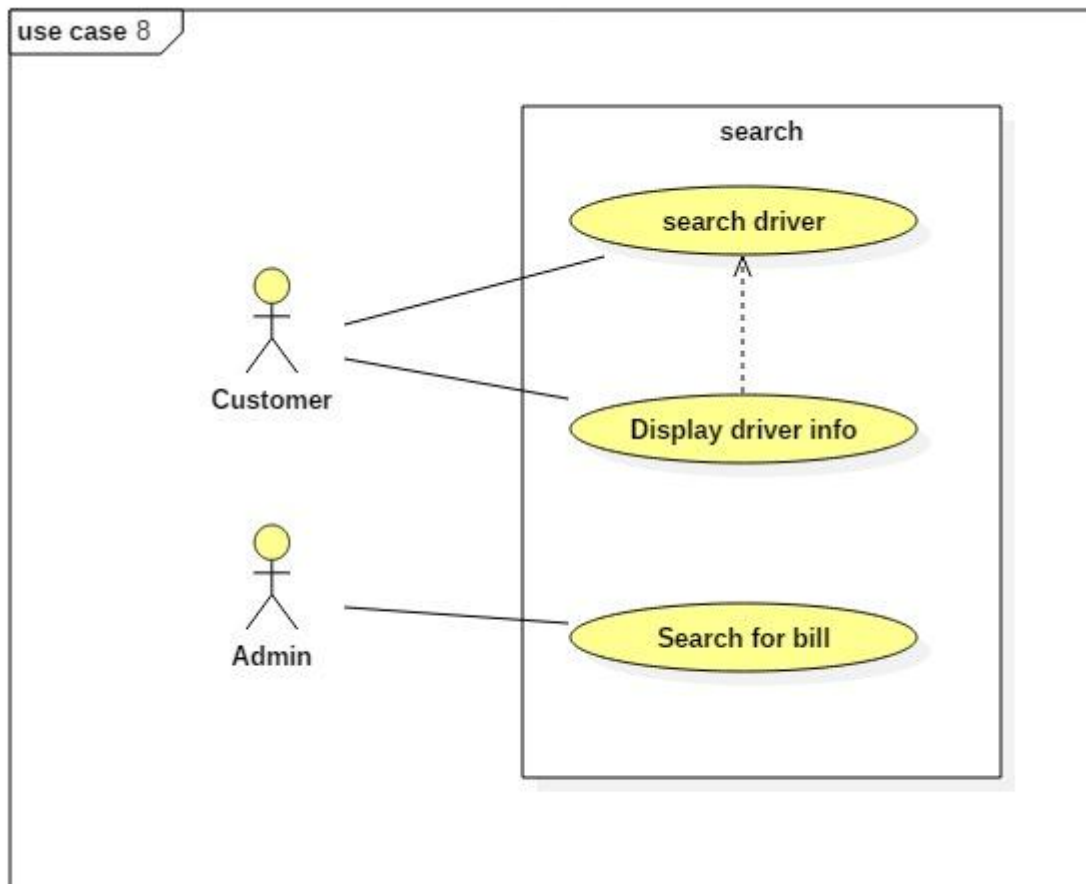 use case 8
search
search driver
Customer
Display driver info
Admin
Search for bill